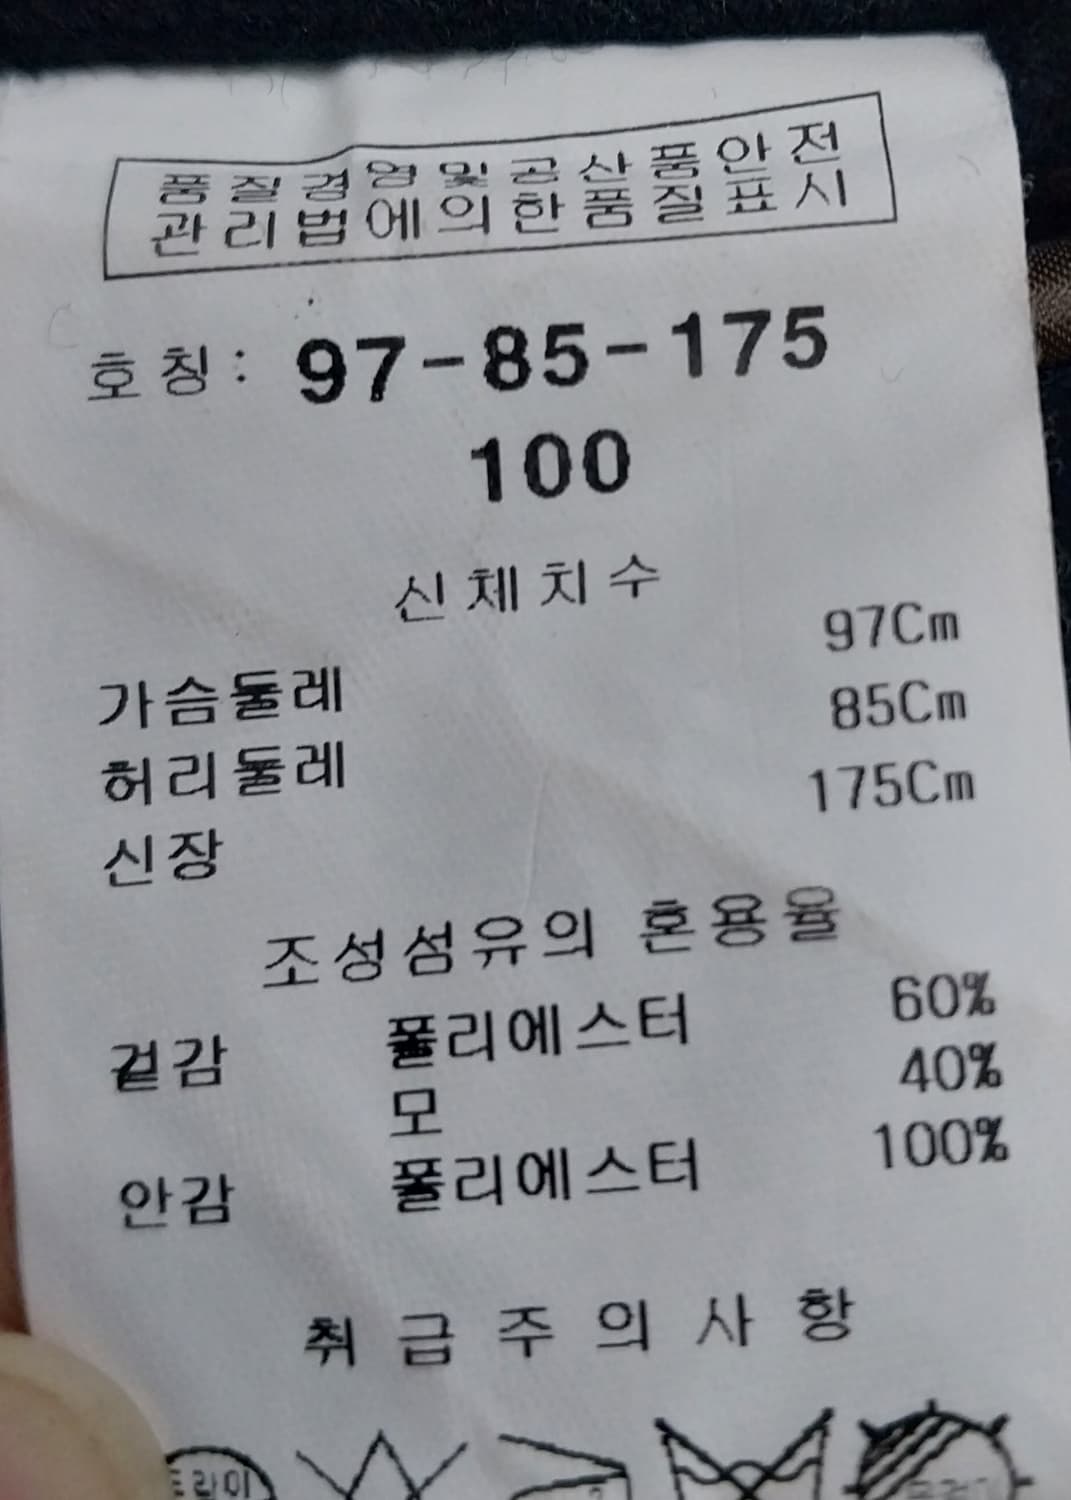 품질경영및공산품안전
관리법에의한품질표시
호칭: 97-85-175
100
신체치수
가슴둘레 97Cm
허리둘레 85Cm
신장 175Cm
조성섬유의 혼용율
겉감 폴리에스터 60%
모 40%
안감 폴리에스터 100%
취급주의사항
드라이